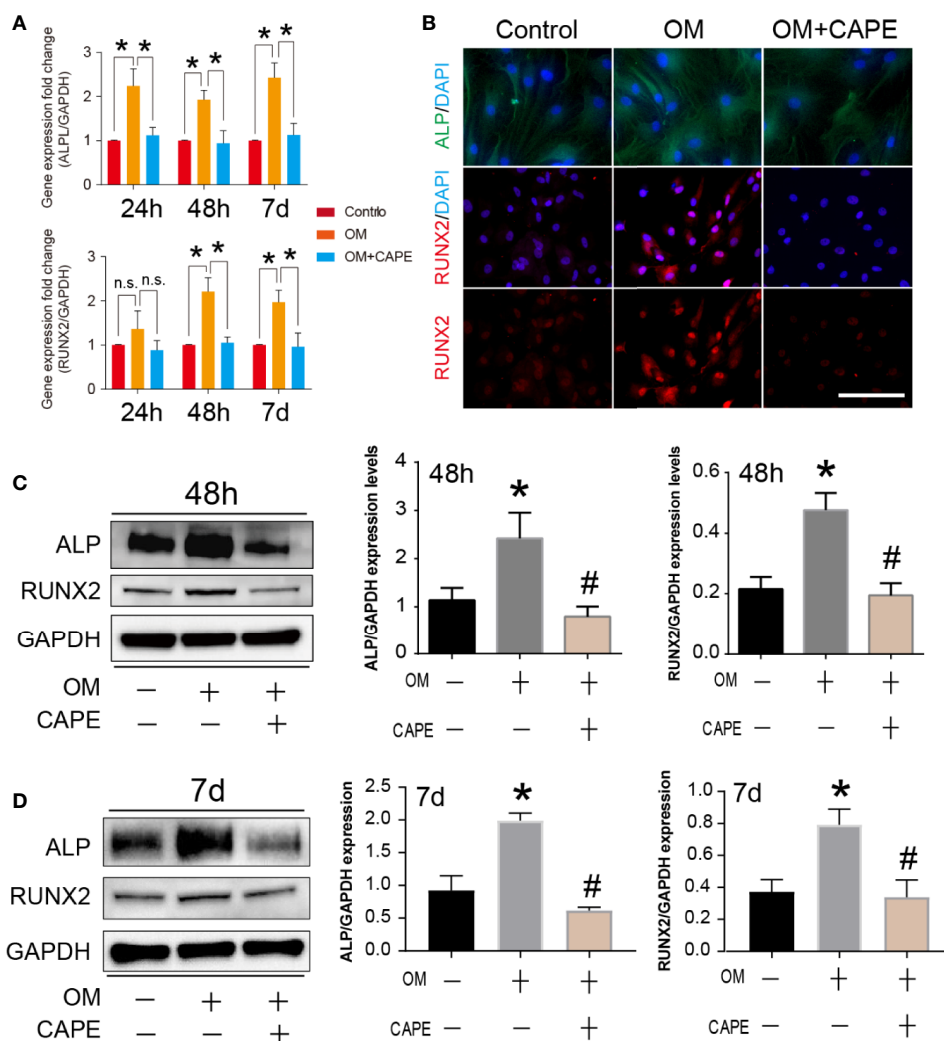 A
Gene expression fold change
(ALPL/GAPDH)
3
2
1
0
* * * * * *
24h 48h 7d
Contrlo
OM
OM+CAPE
Gene expression fold change
(RUNX2/GAPDH)
3
2
1
0
n.s. n.s. * * * *
24h 48h 7d
B
Control OM OM+CAPE
ALP/DAPI
RUNX2/DAPI
RUNX2
C
48h
ALP
RUNX2
GAPDH
OM − + +
CAPE − − +
ALP/GAPDH expression levels
4
3
2
1
0
48h
*
#
OM − + +
CAPE − − +
RUNX2/GAPDH expression levels
0.6
0.4
0.2
0.0
48h
*
#
OM − + +
CAPE − − +
D
7d
ALP
RUNX2
GAPDH
OM − + +
CAPE − − +
ALP/GAPDH expression
2.5
2.0
1.5
1.0
0.5
0.0
7d
*
#
OM − + +
CAPE − − +
RUNX2/GAPDH expression
1.0
0.8
0.6
0.4
0.2
0.0
7d
*
#
OM − + +
CAPE − − +